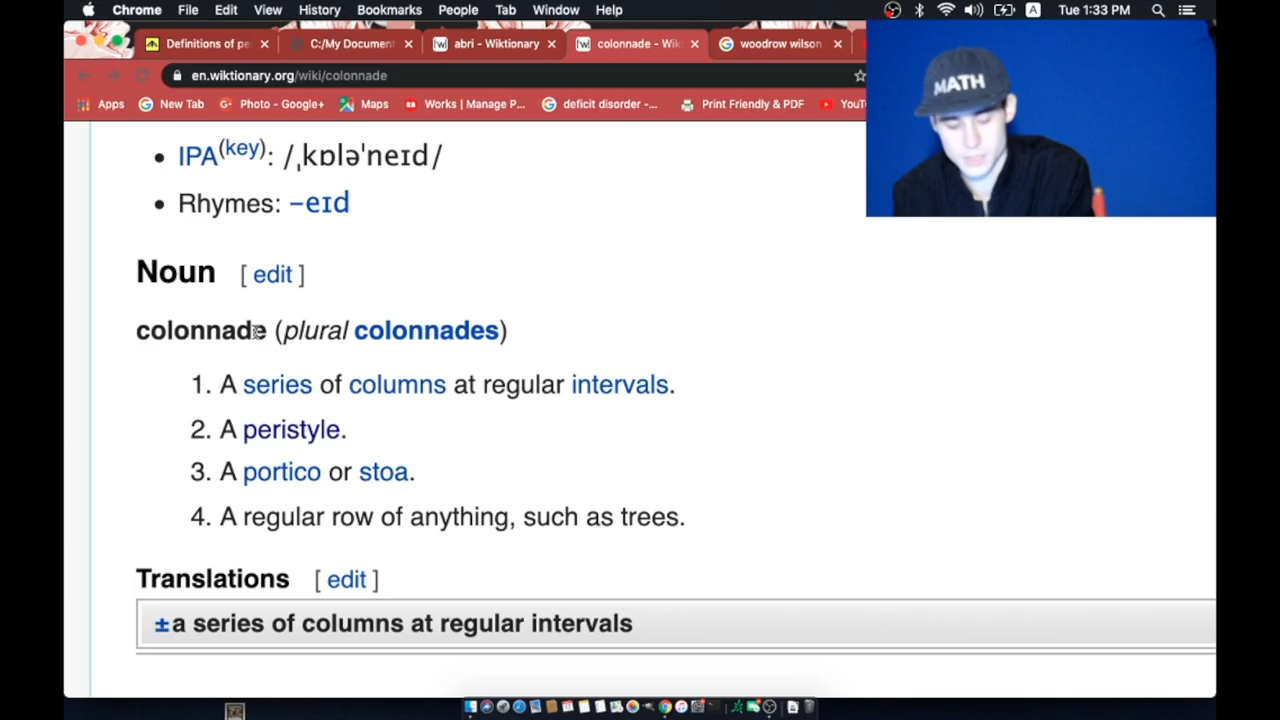 Chrome File Edit View History Bookmarks People Tab Window Help A Tue 1:33 PM
Definitions of pe C:/My Document abri - Wiktionary colonnade - Wik woodrow wilson
en.wiktionary.org/wiki/colonnade
Apps New Tab Photo - Google+ Maps Works | Manage P... deficit disorder -... Print Friendly & PDF YouT
MATH
• IPA(key): /ˌkɒləˈneɪd/
• Rhymes: -eɪd
Noun [ edit ]
colonnade (plural colonnades)
1. A series of columns at regular intervals.
2. A peristyle.
3. A portico or stoa.
4. A regular row of anything, such as trees.
Translations [ edit ]
± a series of columns at regular intervals